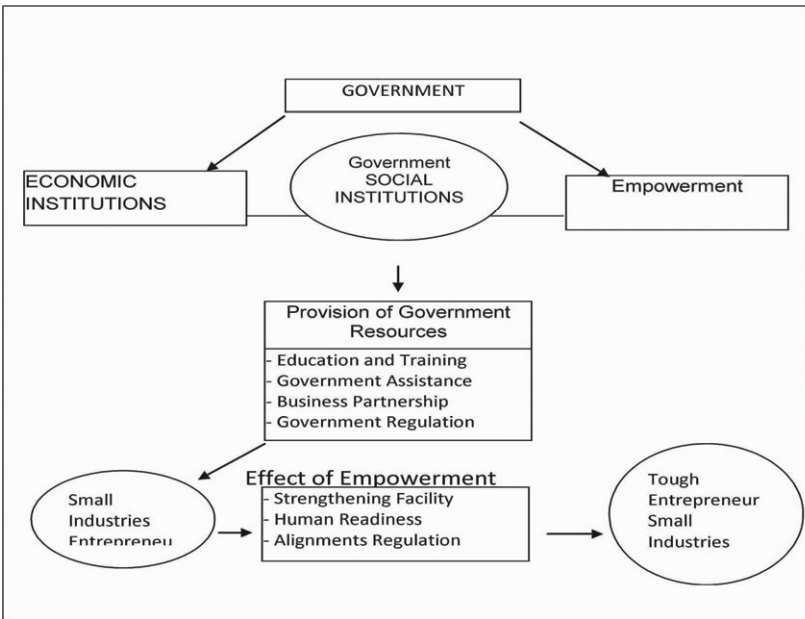 GOVERNMENT
ECONOMIC
INSTITUTIONS
Government
SOCIAL
INSTITUTIONS
Empowerment
Provision of Government
Resources
- Education and Training
- Government Assistance
- Business Partnership
- Government Regulation
Small
Industries
Entrepreneu
Effect of Empowerment
- Strengthening Facility
- Human Readiness
- Alignments Regulation
Tough
Entrepreneur
Small
Industries